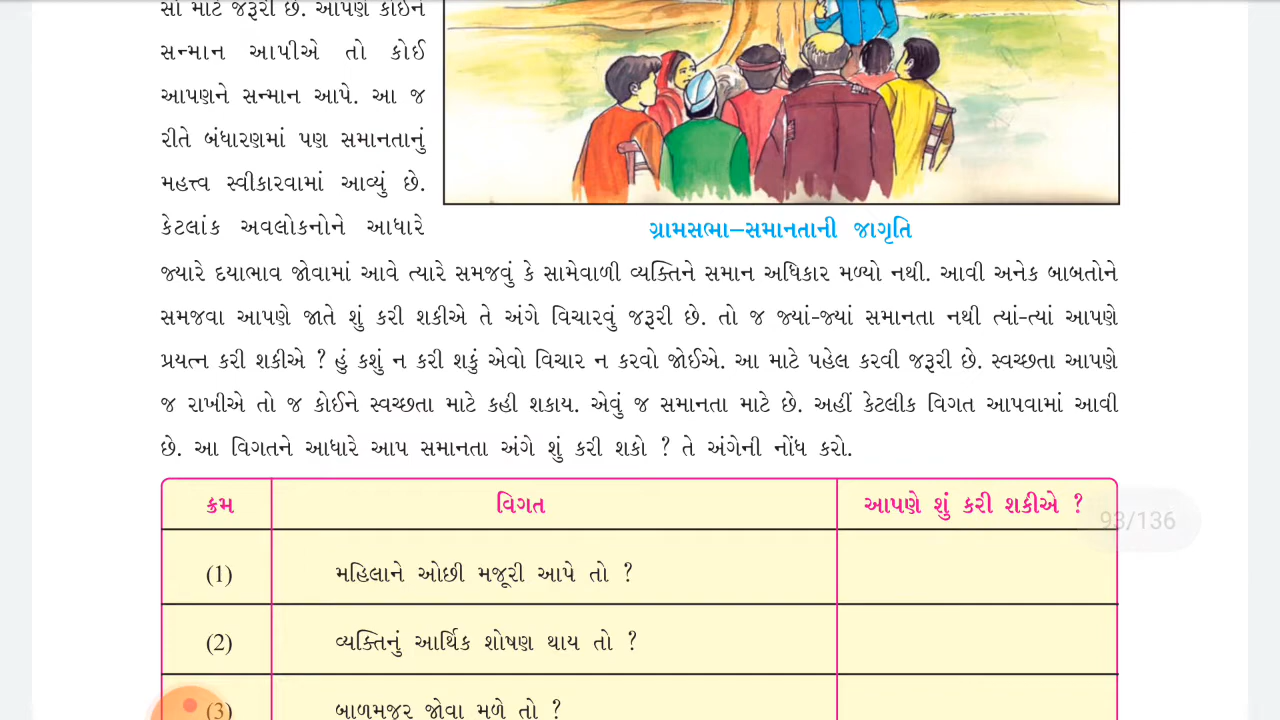 સૌ માટે જરૂરી છે. આપણે કોઈને
સન્માન આપીએ તો કોઈ
આપણને સન્માન આપે. આ જ
રીતે બંધારણમાં પણ સમાનતાનું
મહત્ત્વ સ્વીકારવામાં આવ્યું છે.
કેટલાંક અવલોકનોને આધારે
ગ્રામસભા–સમાનતાની જાગૃતિ
જ્યારે દયાભાવ જોવામાં આવે ત્યારે સમજવું કે સામેવાળી વ્યક્તિને સમાન અધિકાર મળ્યો નથી. આવી અનેક બાબતોને
સમજવા આપણે જાતે શું કરી શકીએ તે અંગે વિચારવું જરૂરી છે. તો જ જ્યાં-જ્યાં સમાનતા નથી ત્યાં-ત્યાં આપણે
પ્રયત્ન કરી શકીએ ? હું કશું ન કરી શકું એવો વિચાર ન કરવો જોઈએ. આ માટે પહેલ કરવી જરૂરી છે. સ્વચ્છતા આપણે
જ રાખીએ તો જ કોઈને સ્વચ્છતા માટે કહી શકાય. એવું જ સમાનતા માટે છે. અહીં કેટલીક વિગત આપવામાં આવી
છે. આ વિગતને આધારે આપ સમાનતા અંગે શું કરી શકો ? તે અંગેની નોંધ કરો.
ક્રમ વિગત આપણે શું કરી શકીએ ?
93/136
(1) મહિલાને ઓછી મજૂરી આપે તો ?
(2) વ્યક્તિનું આર્થિક શોષણ થાય તો ?
(3) બાળમજૂર જોવા મળે તો ?